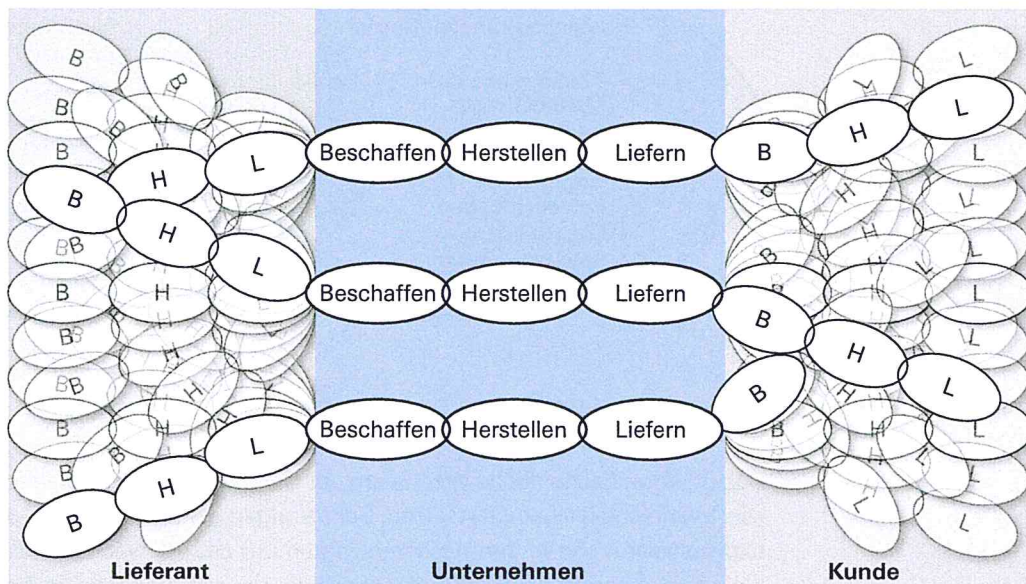 B B L L
B B H L
B H L Beschaffen Herstellen Liefern B L
B H B H L
B B H B H L
B H L Beschaffen Herstellen Liefern B H L L
B H B H L
B H H B L
B H L Beschaffen Herstellen Liefern B H L
B B L L
B H L L
Lieferant Unternehmen Kunde